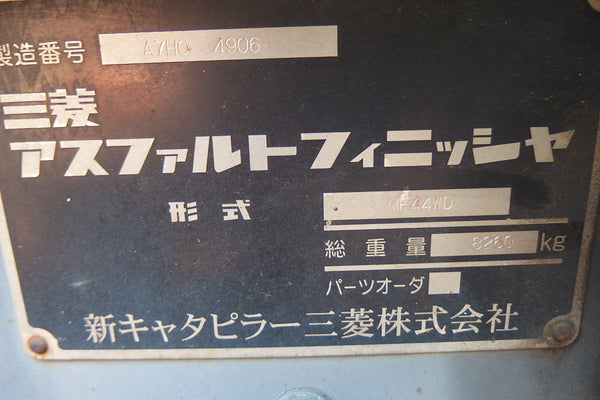 製造番号 A7HO 4906
三菱
アスファルトフィニッシャ
形式 MF44WD
総重量 8260 kg
パーツオーダ
新キャタピラー三菱株式会社